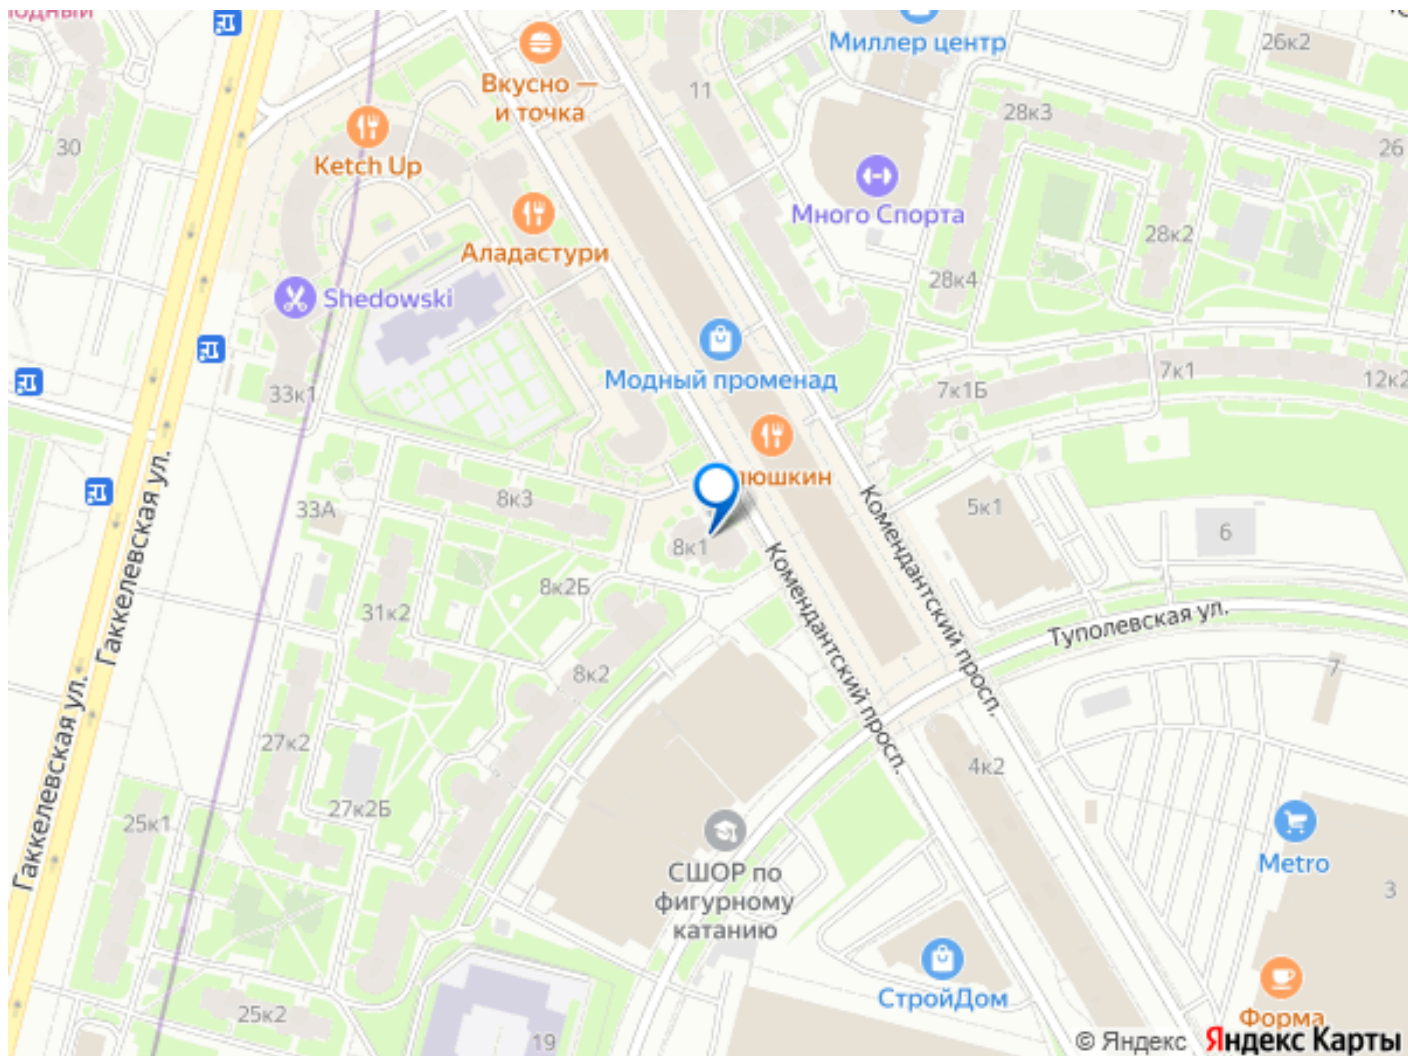 Миллер центр
26к2
Вкусно —
и точка
11
28к3
30
26
Ketch Up
Много Спорта
28к2
Аладастури
28к4
Shedowski
Модный променад
7к1
33к1
7к1Б
12к2
люшкин
8к3
33А
5к1
6
8к1
Комендантский просп.
Комендантский просп.
8к2Б
Гаккелевская ул.
31к2
Туполевская ул.
7
8к2
Гаккелевская ул.
27к2
4к2
27к2Б
25к1
Metro
СШОР по
фигурному
катанию
3
СтройДом
25к2
Форма
19
© Яндекс Яндекс Карты